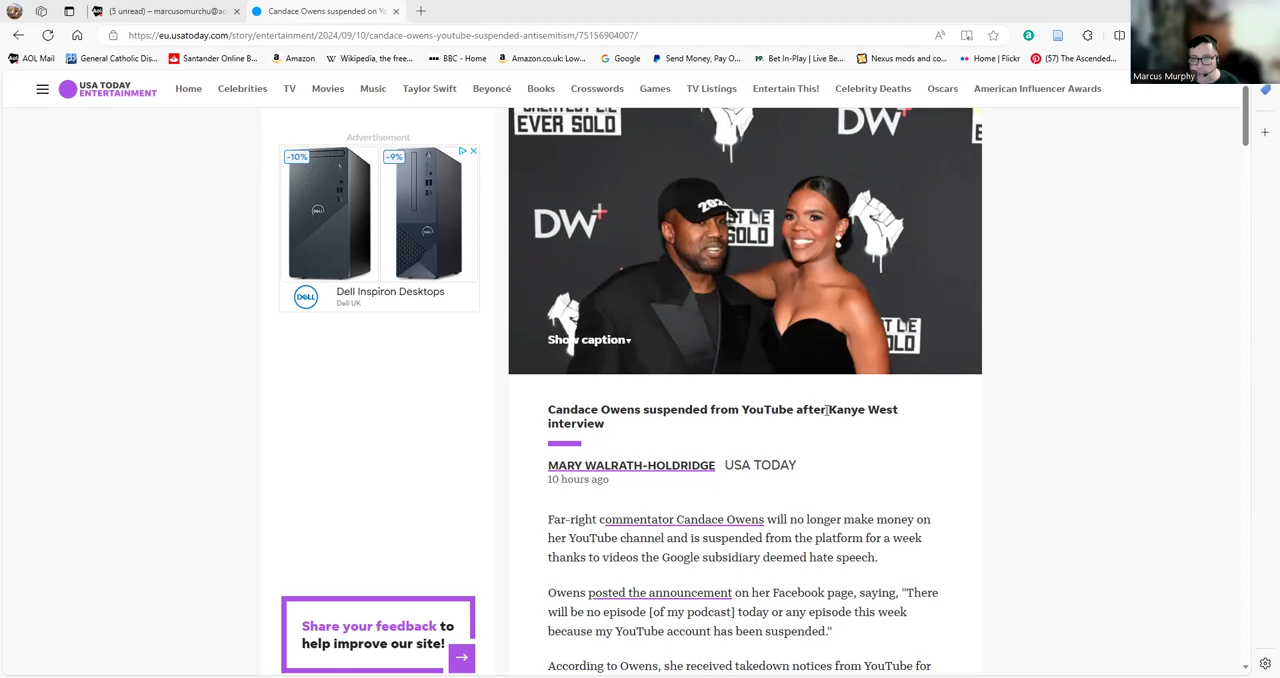 (5 unread) – marcusomurchu@ao
Candace Owens suspended on Yo
https://eu.usatoday.com/story/entertainment/2024/09/10/candace-owens-youtube-suspended-antisemitism/75156904007/
AOL Mail
General Catholic Dis...
Santander Online B...
Amazon
Wikipedia, the free...
BBC - Home
Amazon.co.uk: Low...
Google
Send Money, Pay O...
Bet In-Play | Live Be...
Nexus mods and co...
Home | Flickr
(57) The Ascended...
Marcus Murphy
USA TODAY
ENTERTAINMENT
Home
Celebrities
TV
Movies
Music
Taylor Swift
Beyoncé
Books
Crosswords
Games
TV Listings
Entertain This!
Celebrity Deaths
Oscars
American Influencer Awards
Advertisement
-10%
-9%
DELL
Dell Inspiron Desktops
Dell UK
EVER SOLD
DW+
DW+
SOLD
Show caption
Candace Owens suspended from YouTube after Kanye West
interview
MARY WALRATH-HOLDRIDGE USA TODAY
10 hours ago
Far-right commentator Candace Owens will no longer make money on
her YouTube channel and is suspended from the platform for a week
thanks to videos the Google subsidiary deemed hate speech.
Owens posted the announcement on her Facebook page, saying, "There
will be no episode [of my podcast] today or any episode this week
because my YouTube account has been suspended."
According to Owens, she received takedown notices from YouTube for
Share your feedback to
help improve our site!